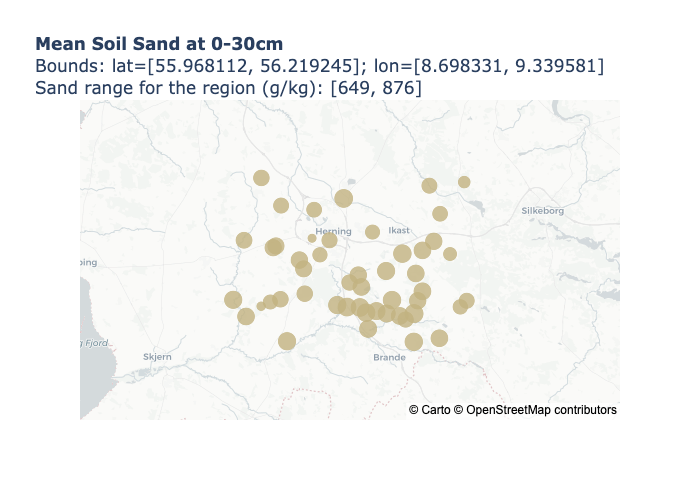 Mean Soil Sand at 0-30cm
Bounds: lat=[55.968112, 56.219245]; lon=[8.698331, 9.339581]
Sand range for the region (g/kg): [649, 876]
Silkeborg
Herning
Ikast
ping
g Fjord...
Skjern
Brande
© Carto © OpenStreetMap contributors